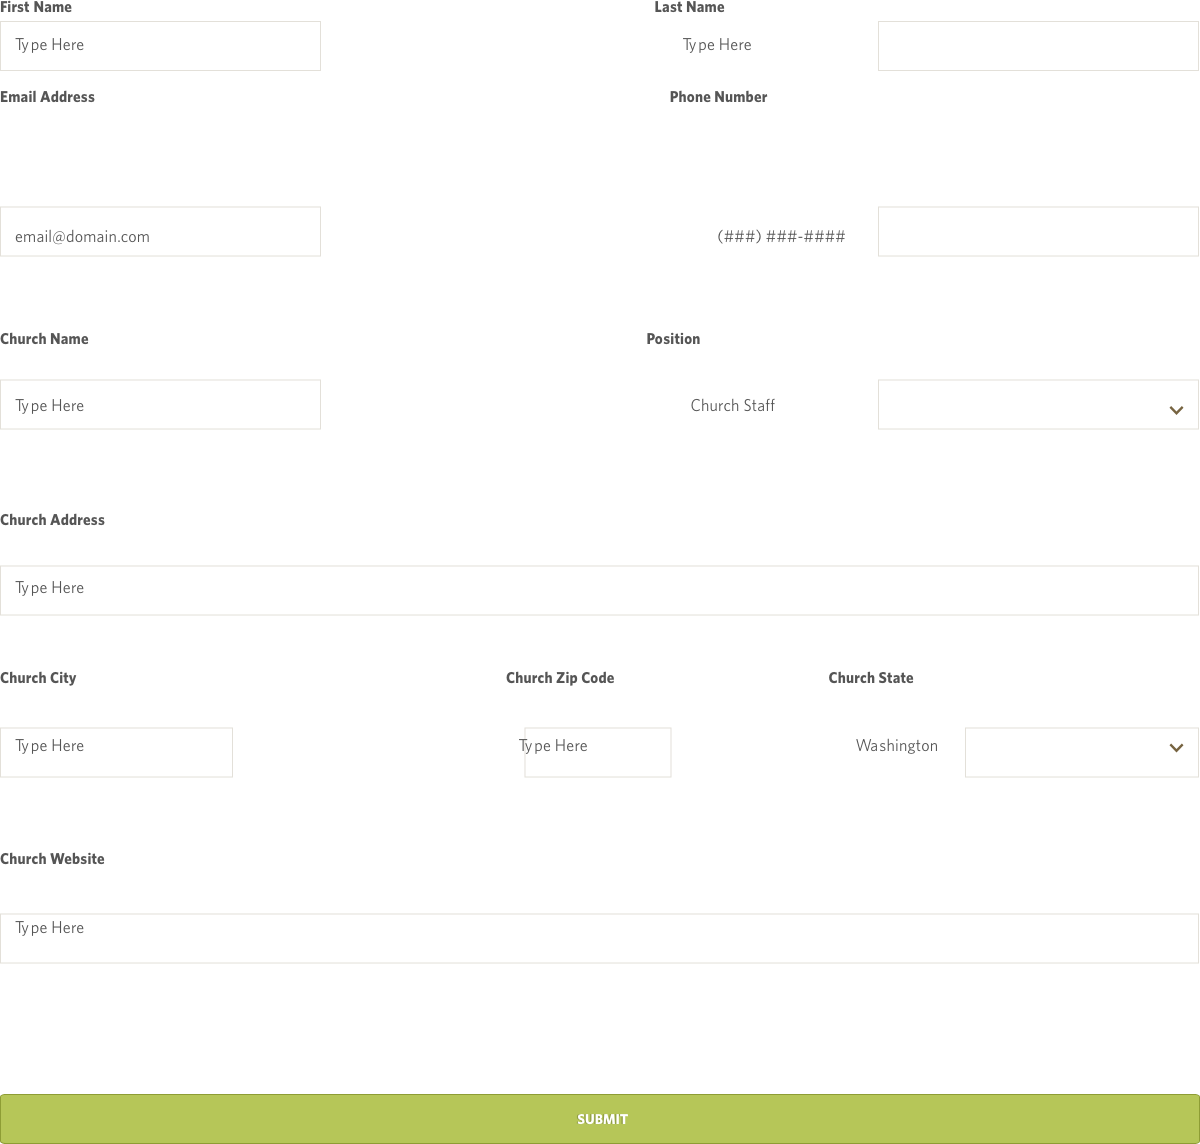 First Name Last Name
Type Here Type Here
Email Address Phone Number
email@domain.com (###) ###-####
Church Name Position
Type Here Church Staff
Church Address
Type Here
Church City Church Zip Code Church State
Type Here Type Here Washington
Church Website
Type Here
SUBMIT